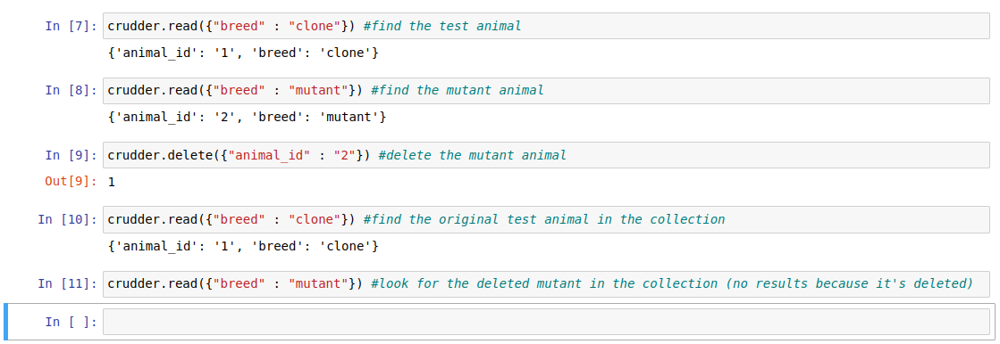 In [7]: crudder.read({"breed" : "clone"}) #find the test animal
{'animal_id': '1', 'breed': 'clone'}
In [8]: crudder.read({"breed" : "mutant"}) #find the mutant animal
{'animal_id': '2', 'breed': 'mutant'}
In [9]: crudder.delete({"animal_id" : "2"}) #delete the mutant animal
Out[9]: 1
In [10]: crudder.read({"breed" : "clone"}) #find the original test animal in the collection
{'animal_id': '1', 'breed': 'clone'}
In [11]: crudder.read({"breed" : "mutant"}) #look for the deleted mutant in the collection (no results because it's deleted)
In [ ]: